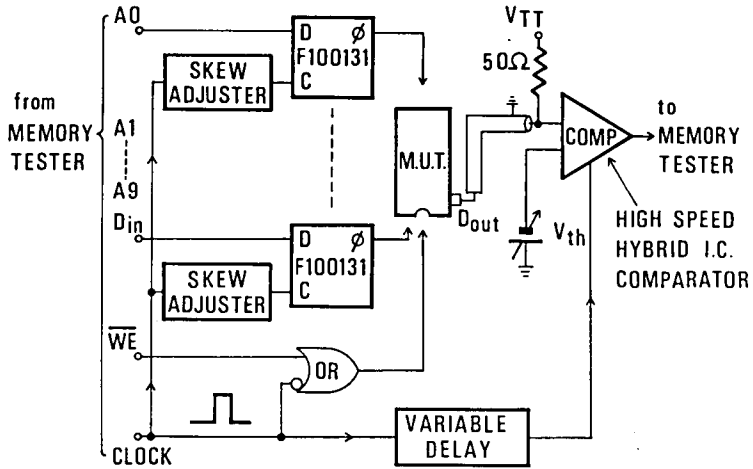 A0
from
MEMORY
TESTER
A1
A9
Din
WE
CLOCK
SKEW
ADJUSTER
D Ø
F100131
C
SKEW
ADJUSTER
D Ø
F100131
C
OR
VARIABLE
DELAY
M.U.T.
Dout
VTT
50Ω
COMP
Vth
to
MEMORY
TESTER
HIGH SPEED
HYBRID I.C.
COMPARATOR